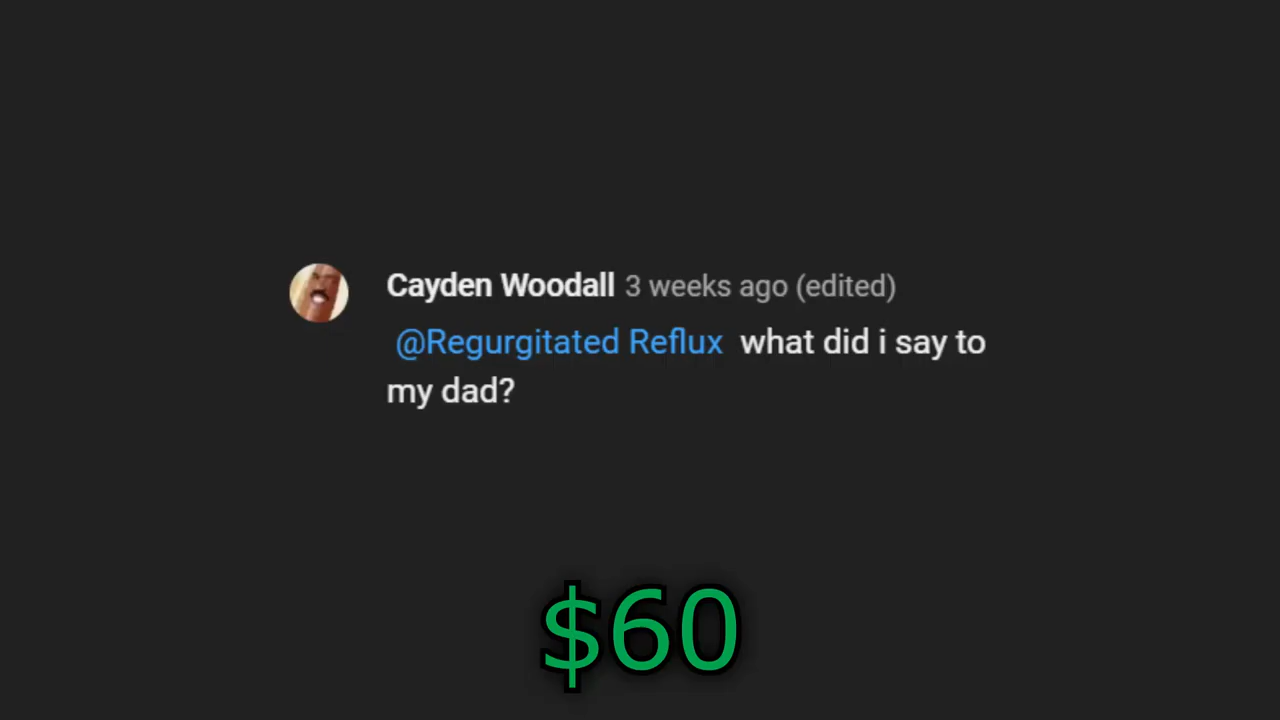 Cayden Woodall 3 weeks ago (edited)
@Regurgitated Reflux what did i say to
my dad?
$60